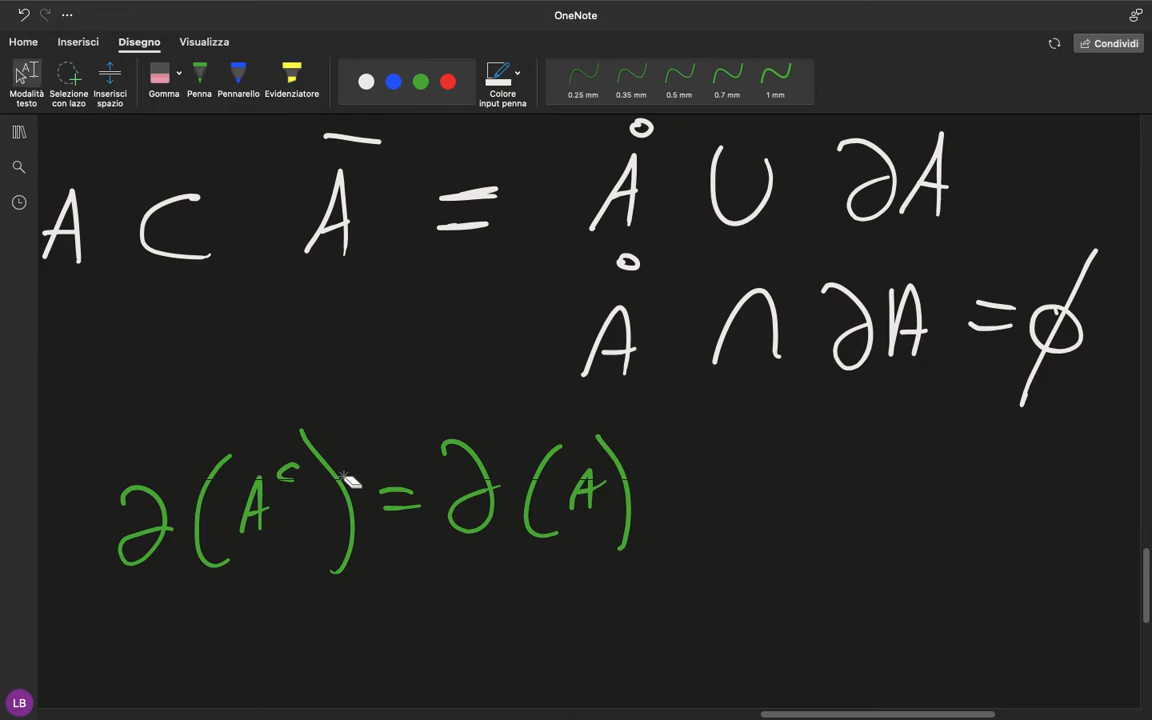 OneNote
Home Inserisci Disegno Visualizza
Condividi
Modalità testo
Selezione con lazo
Inserisci spazio
Gomma
Penna
Pennarello
Evidenziatore
Colore input penna
0.25 mm
0.35 mm
0.5 mm
0.7 mm
1 mm
A ⊂ Ā = Å ∪ ∂A
Å ∩ ∂A = ϕ
∂(Aᶜ) = ∂(A)
LB